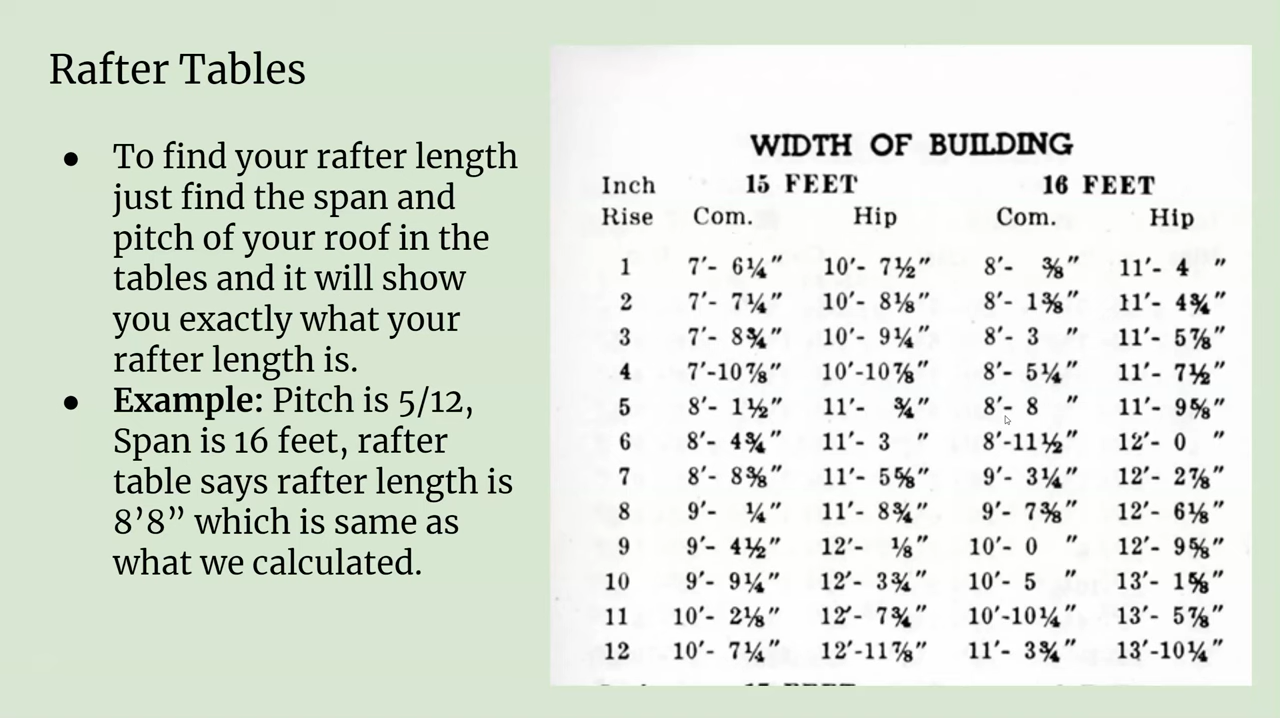 Rafter Tables
● To find your rafter length
just find the span and
pitch of your roof in the
tables and it will show
you exactly what your
rafter length is.
● Example: Pitch is 5/12,
Span is 16 feet, rafter
table says rafter length is
8’8” which is same as
what we calculated.
WIDTH OF BUILDING
Inch 15 FEET 16 FEET
Rise Com. Hip Com. Hip
1 7'- 6¼" 10'- 7½" 8'- ⅜" 11'- 4 "
2 7'- 7¼" 10'- 8⅛" 8'- 1⅜" 11'- 4¾"
3 7'- 8¾" 10'- 9¼" 8'- 3 " 11'- 5⅞"
4 7'-10⅞" 10'-10⅞" 8'- 5¼" 11'- 7½"
5 8'- 1½" 11'- ¾" 8'- 8 " 11'- 9⅝"
6 8'- 4¾" 11'- 3 " 8'-11½" 12'- 0 "
7 8'- 8⅜" 11'- 5⅝" 9'- 3¼" 12'- 2⅞"
8 9'- ¼" 11'- 8¾" 9'- 7⅜" 12'- 6⅛"
9 9'- 4½" 12'- ⅛" 10'- 0 " 12'- 9⅝"
10 9'- 9¼" 12'- 3¾" 10'- 5 " 13'- 1⅝"
11 10'- 2⅛" 12'- 7¾" 10'-10¼" 13'- 5⅞"
12 10'- 7¼" 12'-11⅞" 11'- 3¾" 13'-10¼"